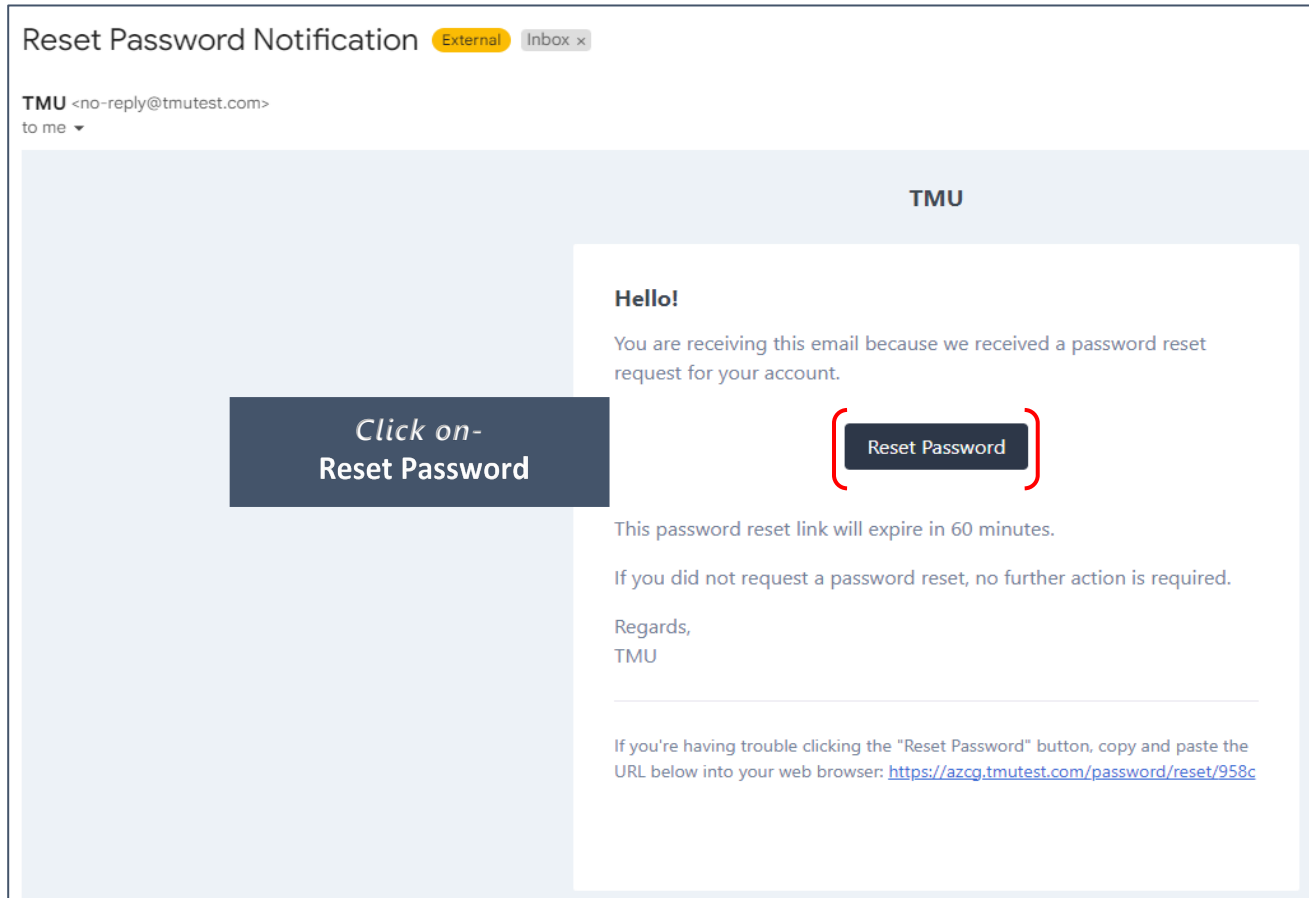 Reset Password Notification External Inbox ×
TMU <no-reply@tmutest.com>
to me
TMU
Hello!
You are receiving this email because we received a password reset
request for your account.
Click on-
Reset Password
Reset Password
This password reset link will expire in 60 minutes.
If you did not request a password reset, no further action is required.
Regards,
TMU
If you're having trouble clicking the "Reset Password" button, copy and paste the
URL below into your web browser: https://azcg.tmutest.com/password/reset/958c